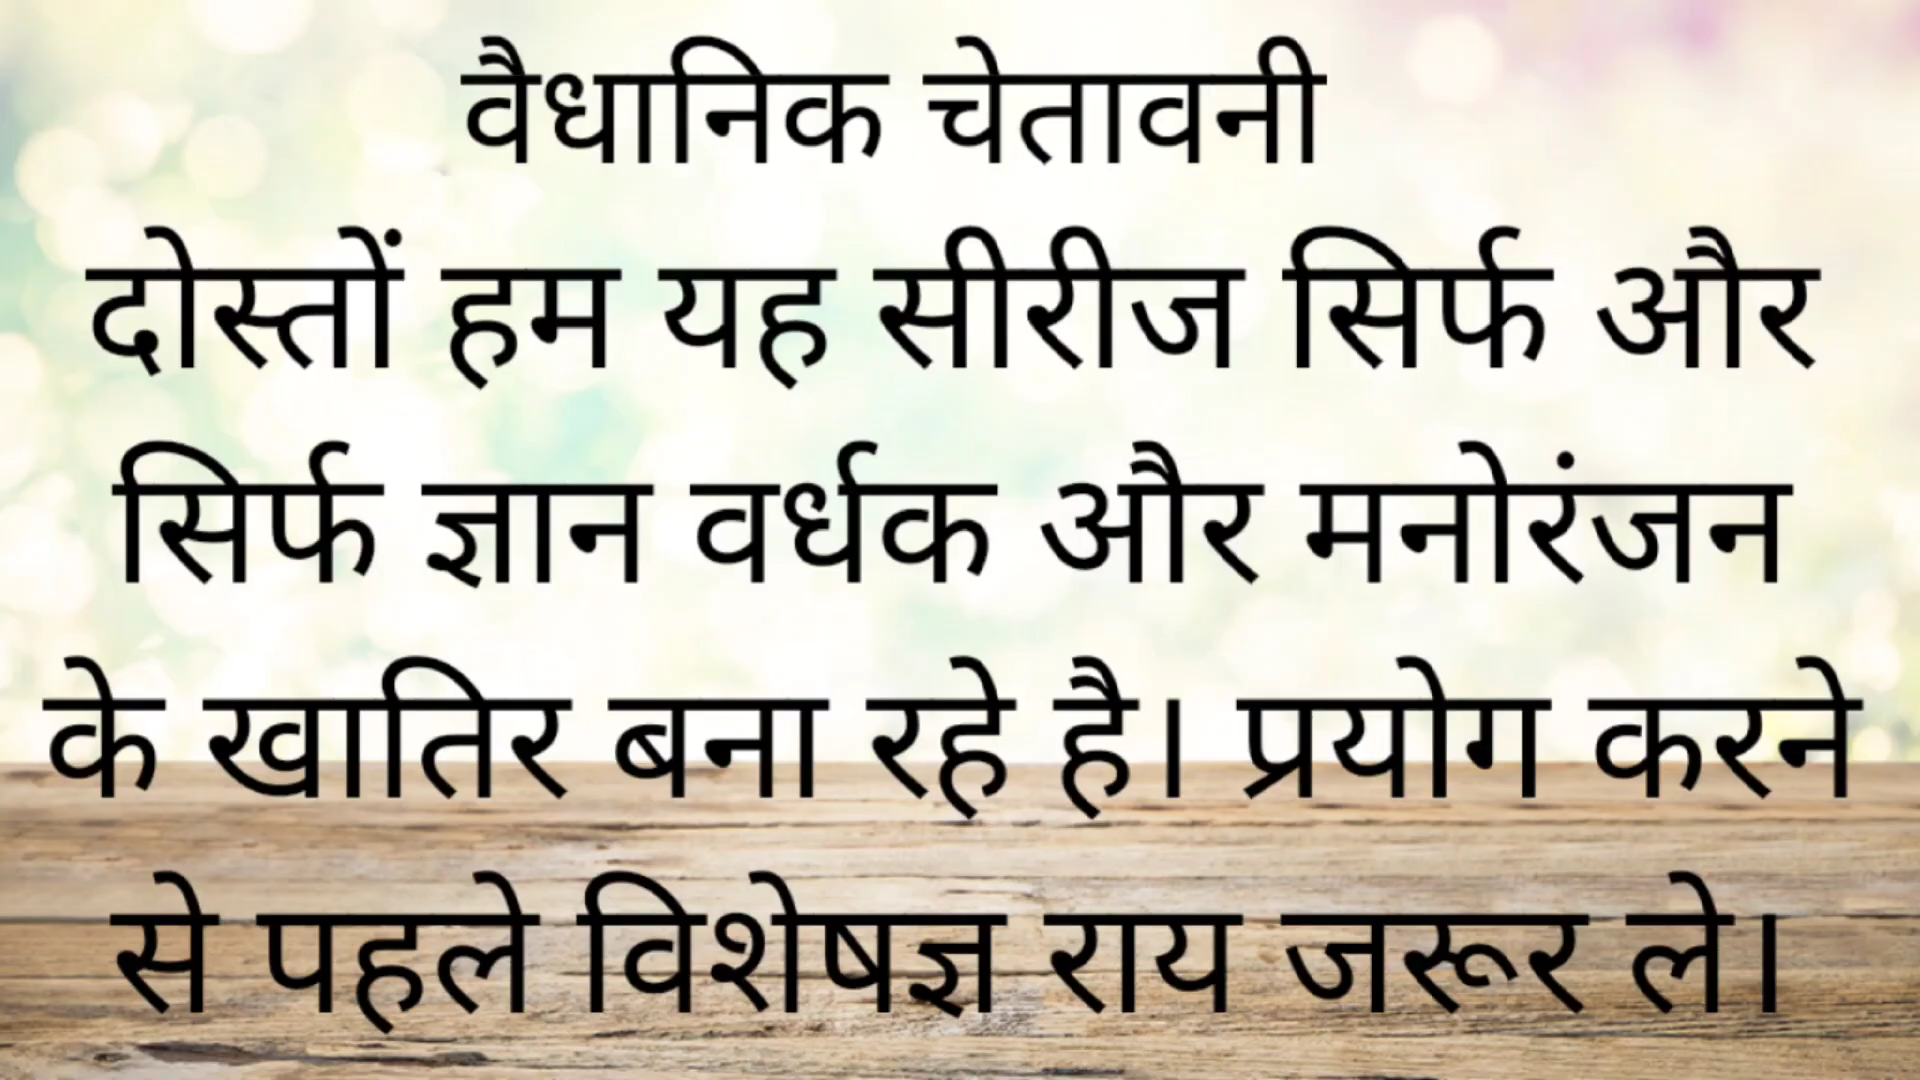 वैधानिक चेतावनी
दोस्तों हम यह सीरीज सिर्फ और
सिर्फ ज्ञान वर्धक और मनोरंजन
के खातिर बना रहे है। प्रयोग करने
से पहले विशेषज्ञ राय जरूर ले।